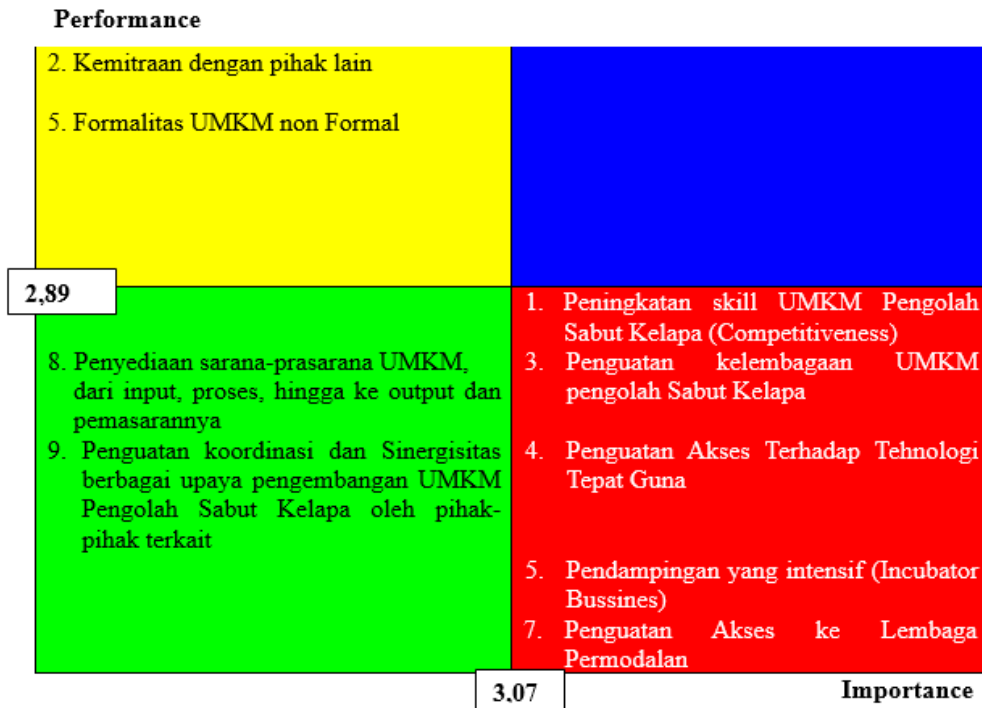 Performance
2. Kemitraan dengan pihak lain
5. Formalitas UMKM non Formal
2,89
8. Penyediaan sarana-prasarana UMKM,
dari input, proses, hingga ke output dan
pemasarannya
9. Penguatan koordinasi dan Sinergisitas
berbagai upaya pengembangan UMKM
Pengolah Sabut Kelapa oleh pihak-
pihak terkait
1. Peningkatan skill UMKM Pengolah
Sabut Kelapa (Competitiveness)
3. Penguatan kelembagaan UMKM
pengolah Sabut Kelapa
4. Penguatan Akses Terhadap Tehnologi
Tepat Guna
5. Pendampingan yang intensif (Incubator
Bussines)
7. Penguatan Akses ke Lembaga
Permodalan
3,07
Importance